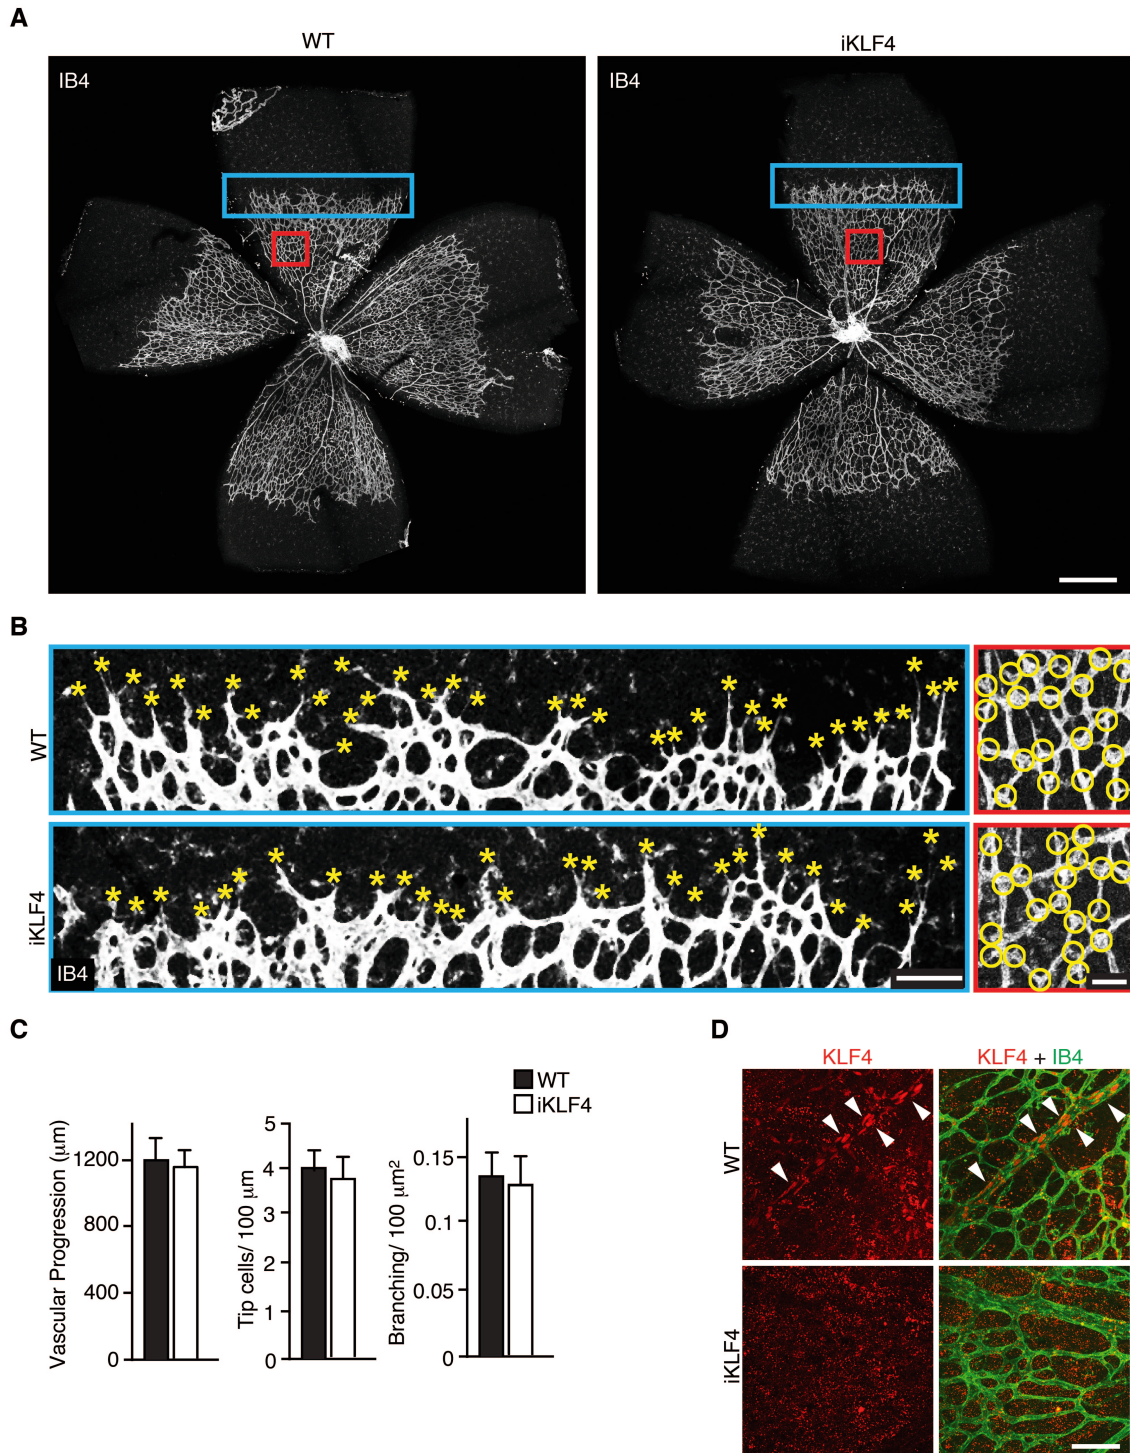 A
WT
iKLF4
IB4
IB4
B
WT
iKLF4
IB4
C
WT
iKLF4
Vascular Progression (μm)
1200
800
400
0
Tip cells/ 100 μm
5
4
3
2
1
0
Branching/ 100 μm²
0.15
0.1
0.05
0
D
KLF4
KLF4 + IB4
WT
iKLF4